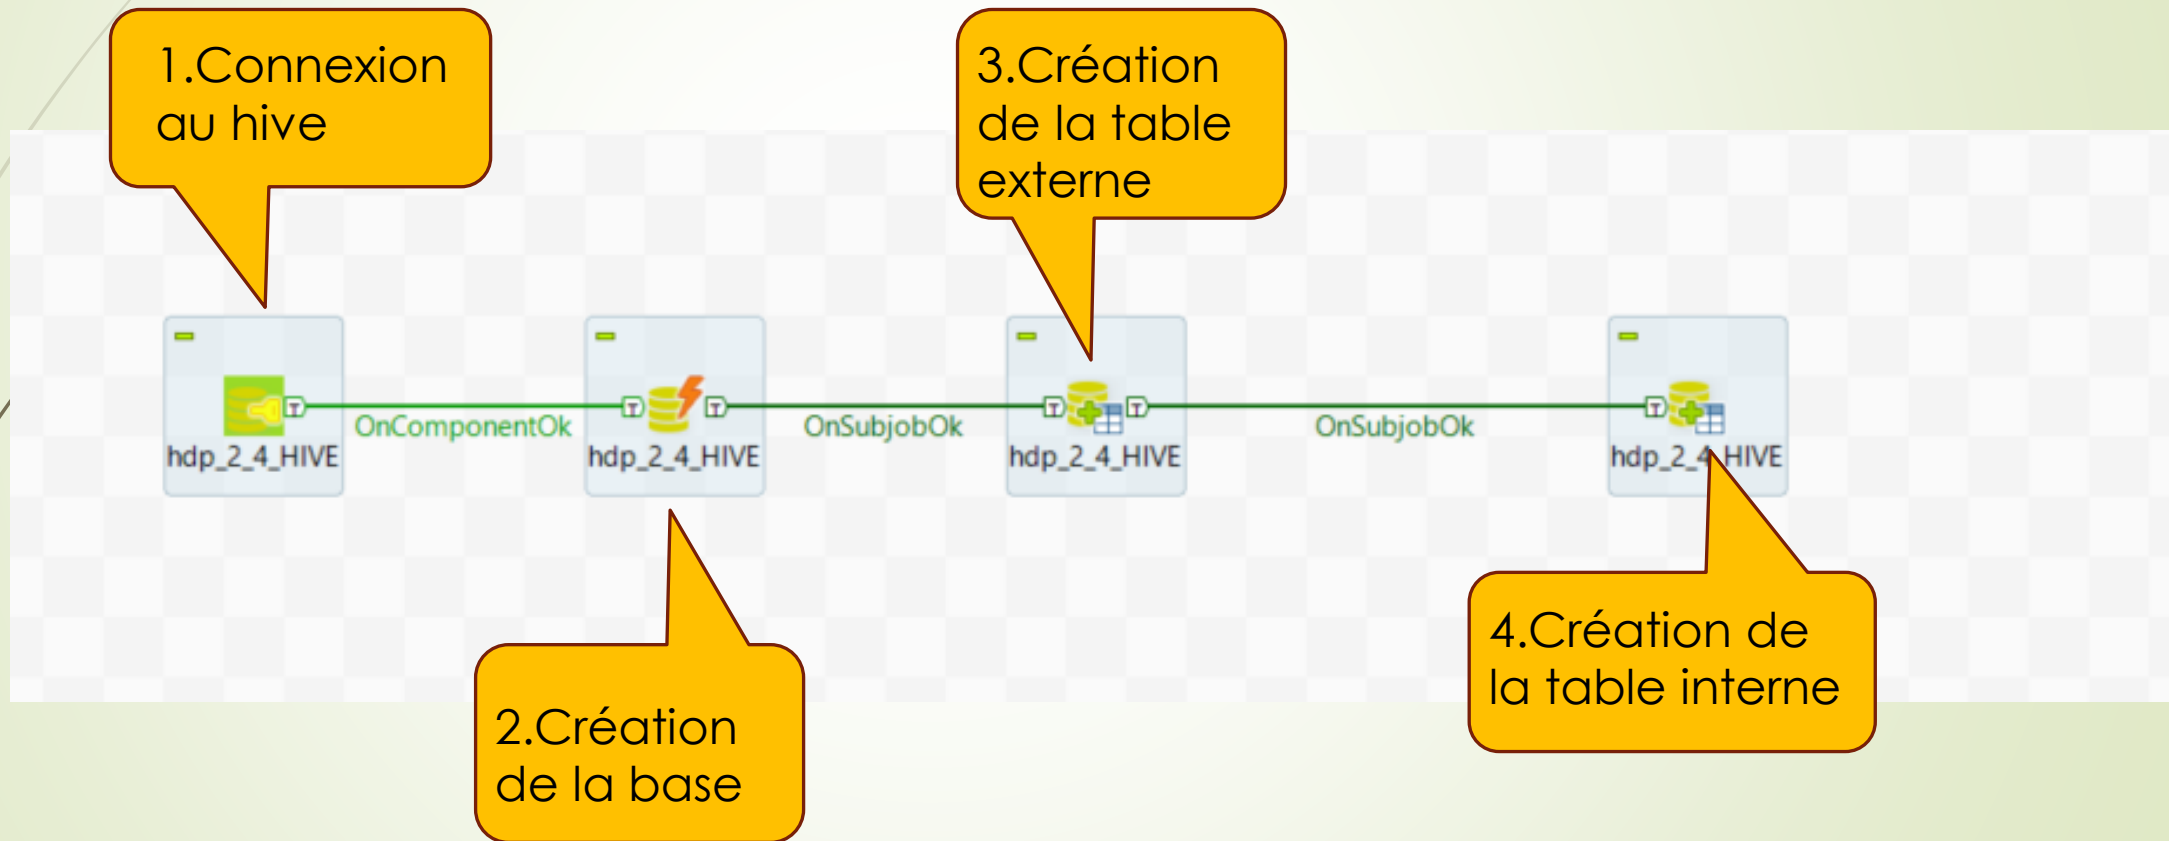 1.Connexion
au hive
3.Création
de la table
externe
OnComponentOk
OnSubjobOk
OnSubjobOk
hdp_2_4_HIVE
hdp_2_4_HIVE
hdp_2_4_HIVE
hdp_2_4_HIVE
2.Création
de la base
4.Création de
la table interne